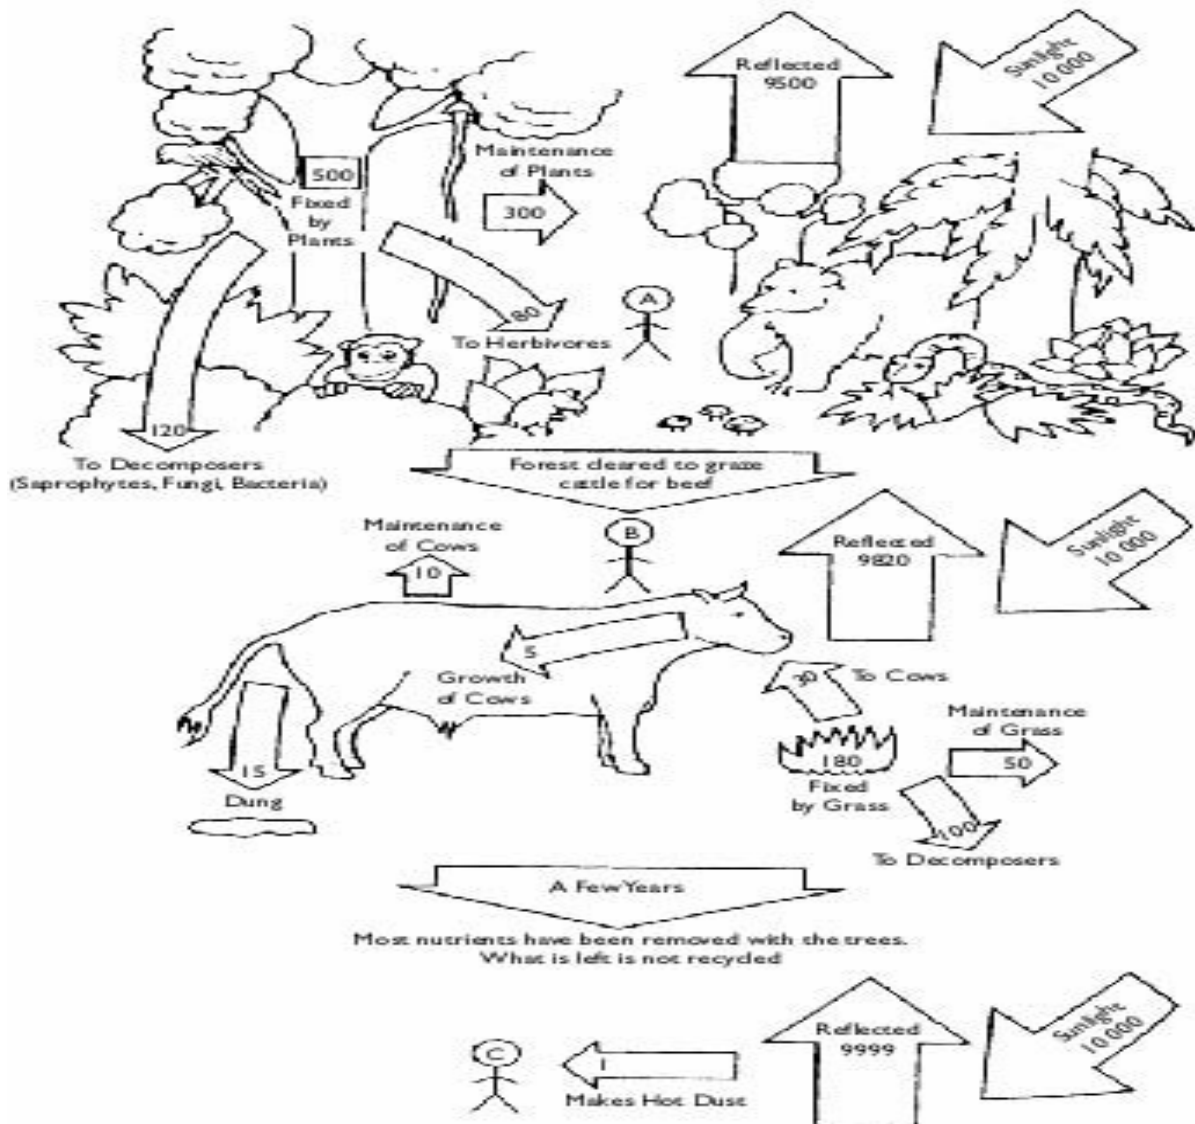 Reflected
9500
Sunlight
10 000
Maintenance
of Plants
500
300
Fixed
by
Plants
80
A
To Herbivores
120
To Decomposers
(Saprophytes, Fungi, Bacteria)
Forest cleared to graze
cattle for beef
Maintenance
of Cows
10
B
Reflected
9820
Sunlight
10 000
5
Growth
of Cows
30
To Cows
Maintenance
of Grass
180
50
Fixed
by Grass
15
Dung
100
To Decomposers
A Few Years
Most nutrients have been removed with the trees.
What is left is not recycled
Reflected
9999
Sunlight
10 000
C
1
Makes Hot Dust